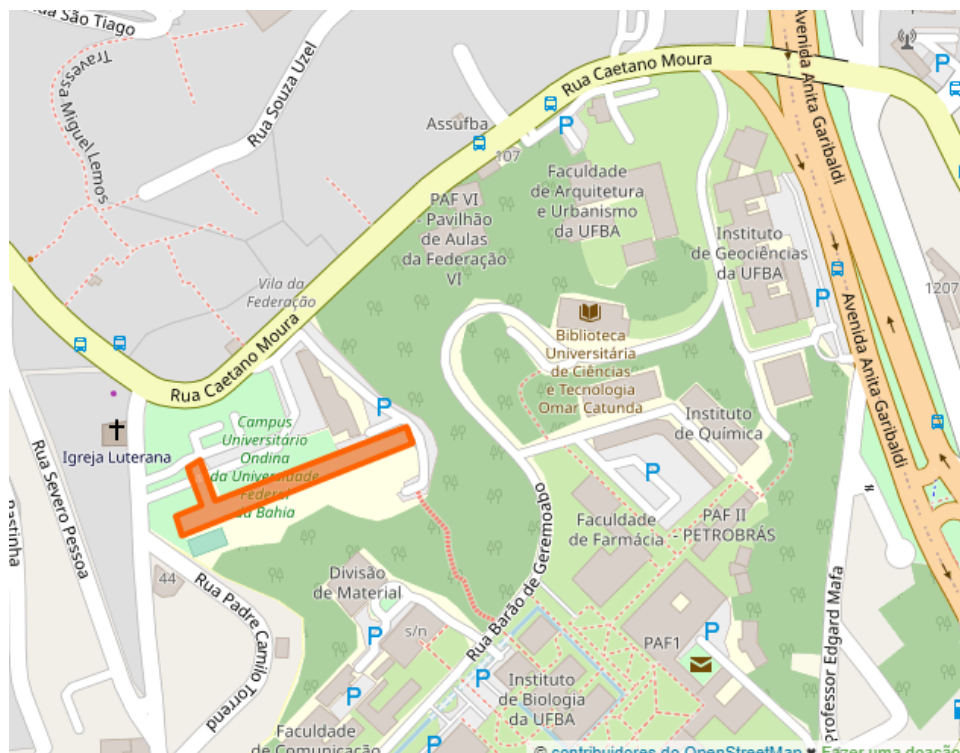 da São Tiago
Travessa Miguel Lemos
Rua Souza Uzel
Rua Caetano Moura
Avenida Anita Garibaldi
P
Assufba
P
107
PAF VI
- Pavilhão
de Aulas
da Federação
VI
Faculdade
de Arquitetura
e Urbanismo
da UFBA
Instituto
de Geociências
da UFBA
P
1207
Vila da
Federação
Rua Caetano Moura
Biblioteca
Universitária
de Ciências
e Tecnologia
Omar Catunda
Avenida Anita Garibaldi
P
Instituto
de Química
Campus
Universitário
Ondina
da Universidade
Federal
da Bahia
Igreja Luterana
Rua Severo Pessoa
P
Faculdade
de Farmácia
PAF II
- PETROBRÁS
Rua Barão de Geremoabo
44
Rua Padre Camilo Torrend
Divisão
de Material
s/n
P
P
P
P
PAF1
P
Professor Edgard Mafa
Instituto
de Biologia
da UFBA
Faculdade
de Comunicação
© contribuidores do OpenStreetMap ♥ Fazer uma doação